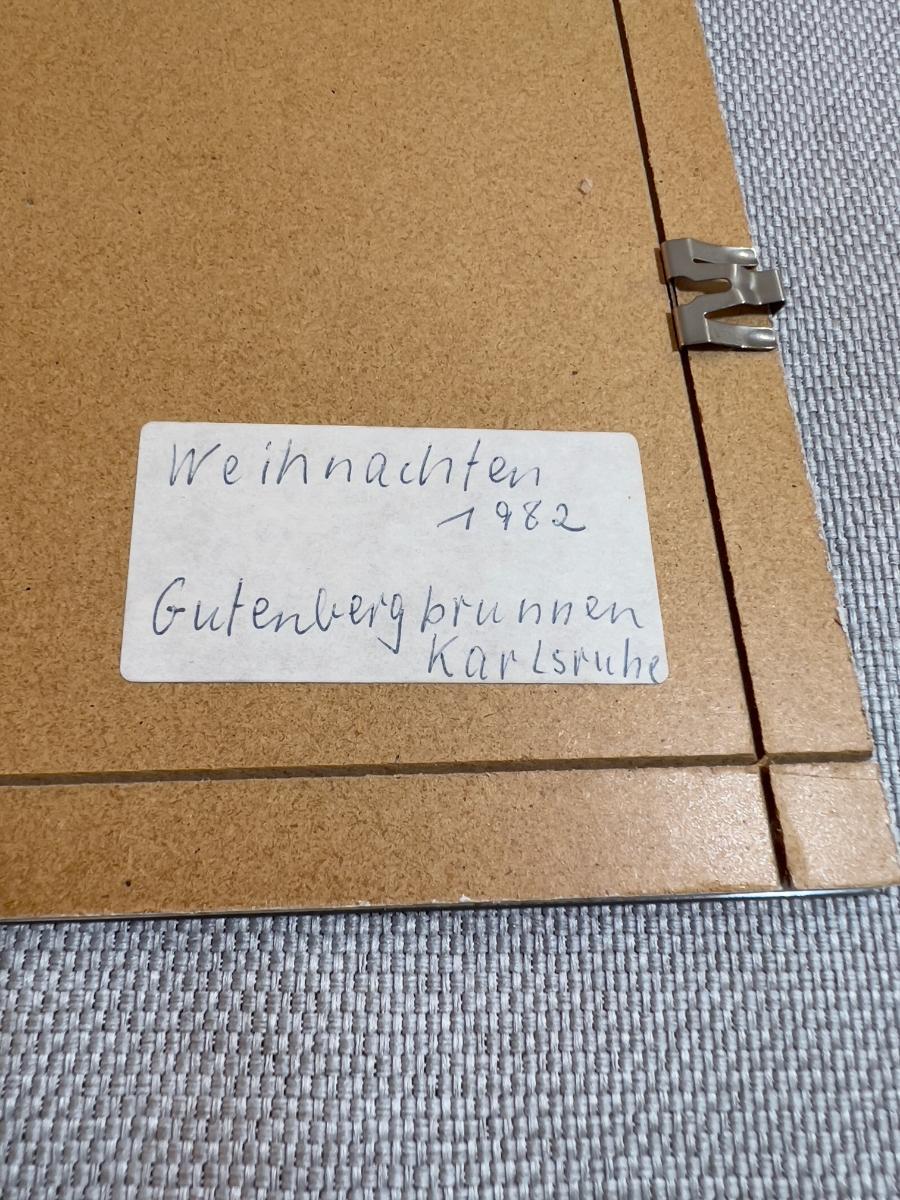 Weihnachten
1982
Gutenbergbrunnen
Karlsruhe